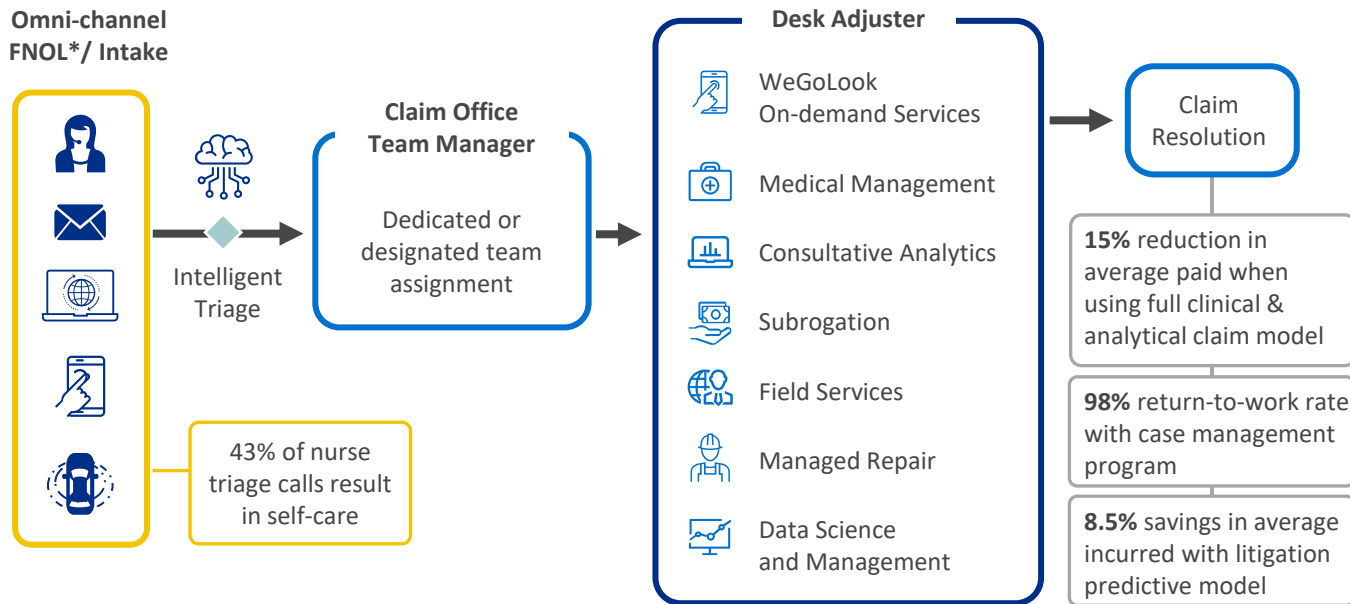 Omni-channel
FNOL*/ Intake
Intelligent
Triage
43% of nurse
triage calls result
in self-care
Claim Office
Team Manager
Dedicated or
designated team
assignment
Desk Adjuster
WeGoLook
On-demand Services
Medical Management
Consultative Analytics
Subrogation
Field Services
Managed Repair
Data Science
and Management
Claim
Resolution
15% reduction in
average paid when
using full clinical &
analytical claim model
98% return-to-work rate
with case management
program
8.5% savings in average
incurred with litigation
predictive model